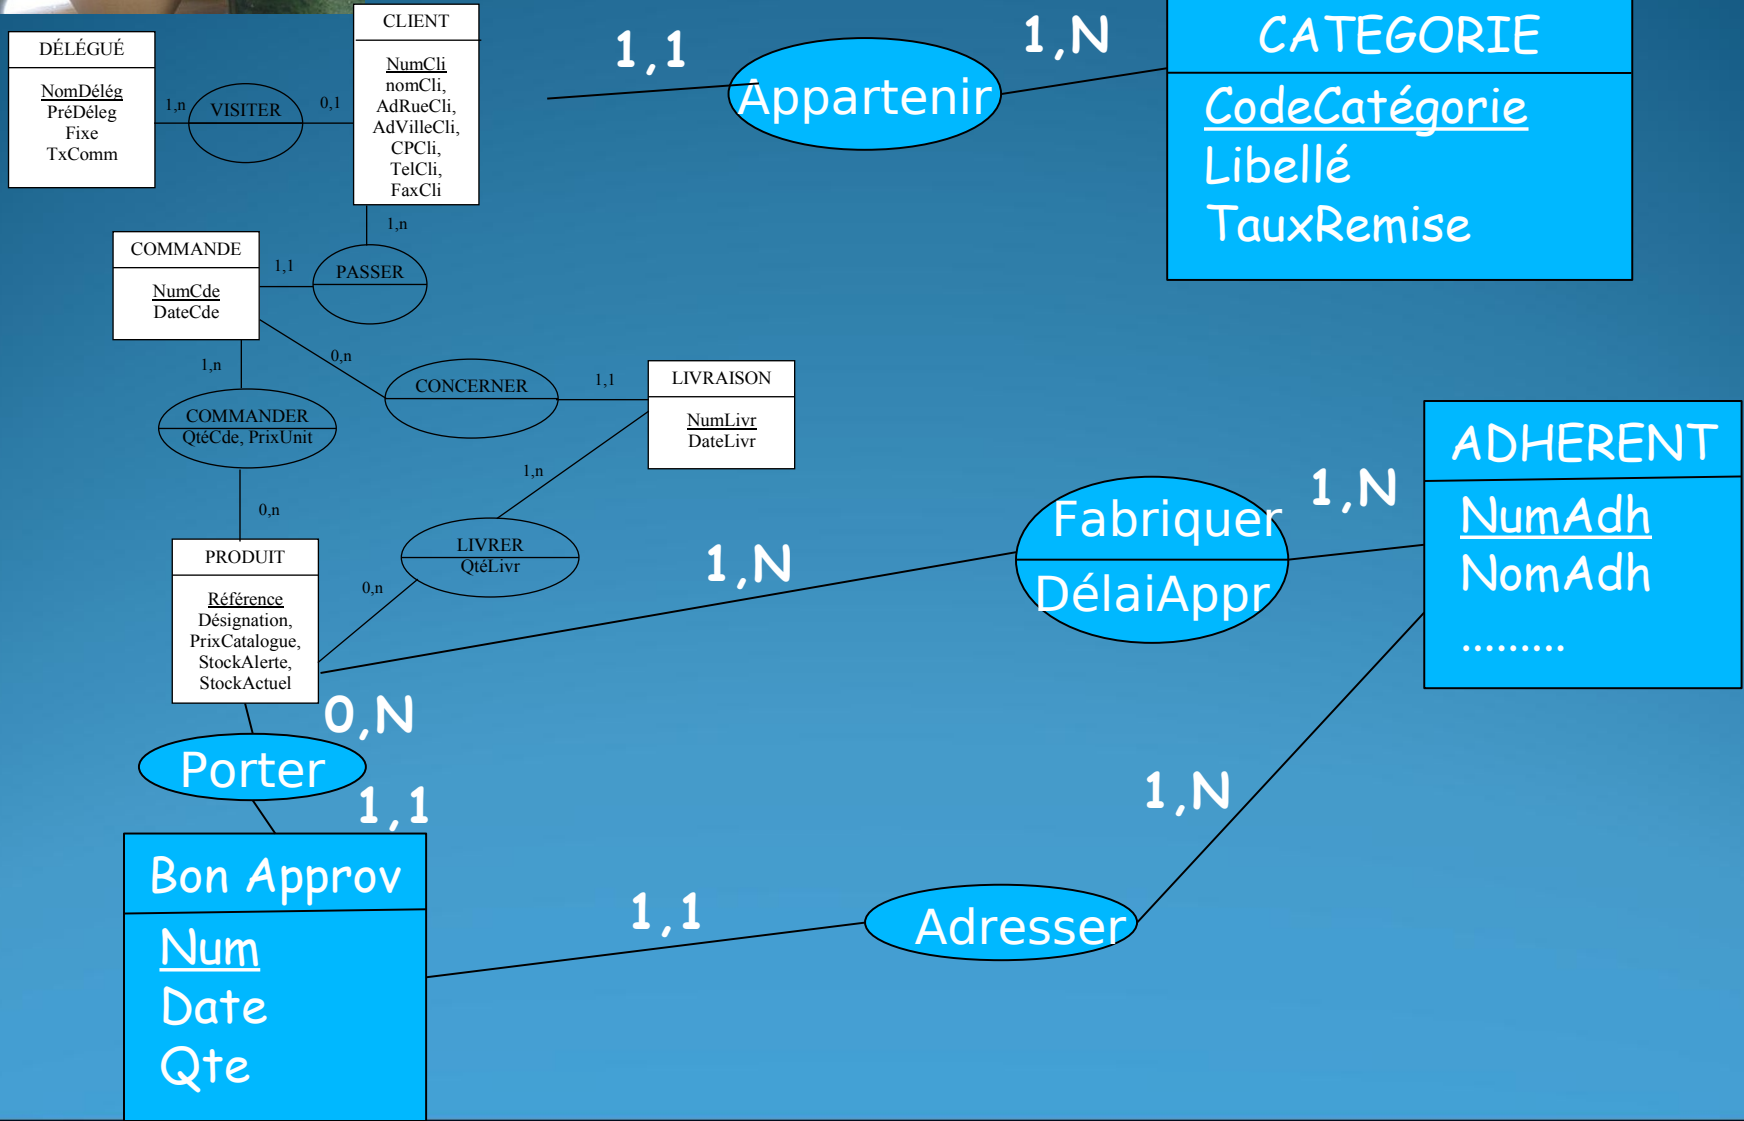 DÉLÉGUÉ
NomDélég
PréDéleg
Fixe
TxComm
1,n
VISITER
0,1
CLIENT
NumCli
nomCli,
AdRueCli,
AdVilleCli,
CPCli,
TelCli,
FaxCli
1,1
Appartenir
1,N
CATEGORIE
CodeCatégorie
Libellé
TauxRemise
1,n
PASSER
1,1
COMMANDE
NumCde
DateCde
1,n
COMMANDER
QtéCde, PrixUnit
0,n
0,n
CONCERNER
1,1
LIVRAISON
NumLivr
DateLivr
1,n
LIVRER
QtéLivr
0,n
PRODUIT
Référence
Désignation,
PrixCatalogue,
StockAlerte,
StockActuel
1,N
Fabriquer
DélaiAppr
1,N
ADHERENT
NumAdh
NomAdh
.........
0,N
Porter
1,1
Bon Approv
Num
Date
Qte
1,1
Adresser
1,N